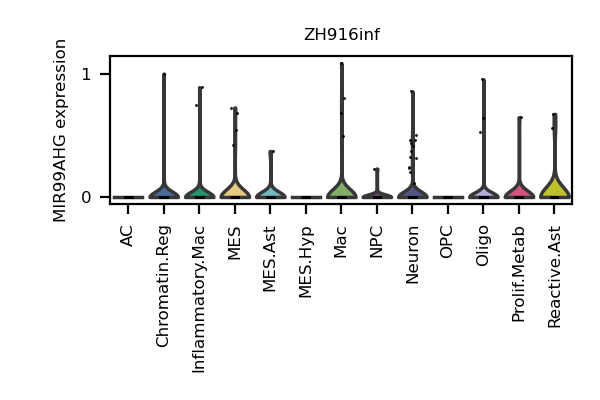 ZH916inf
MIR99AHG expression
1
0
AC
Chromatin.Reg
Inflammatory.Mac
MES
MES.Ast
MES.Hyp
Mac
NPC
Neuron
OPC
Oligo
Prolif.Metab
Reactive.Ast